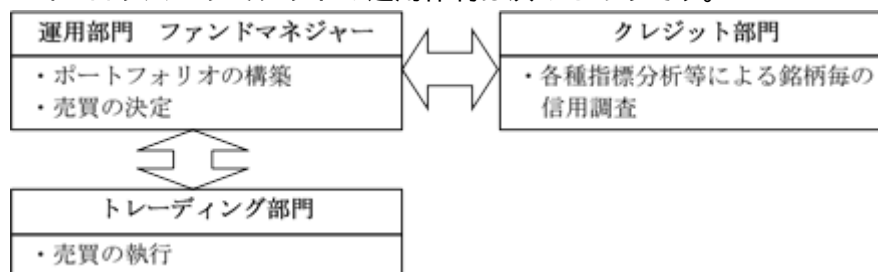 運用部門　ファンドマネジャー
・ポートフォリオの構築
・売買の決定
クレジット部門
・各種指標分析等による銘柄毎の
信用調査
トレーディング部門
・売買の執行